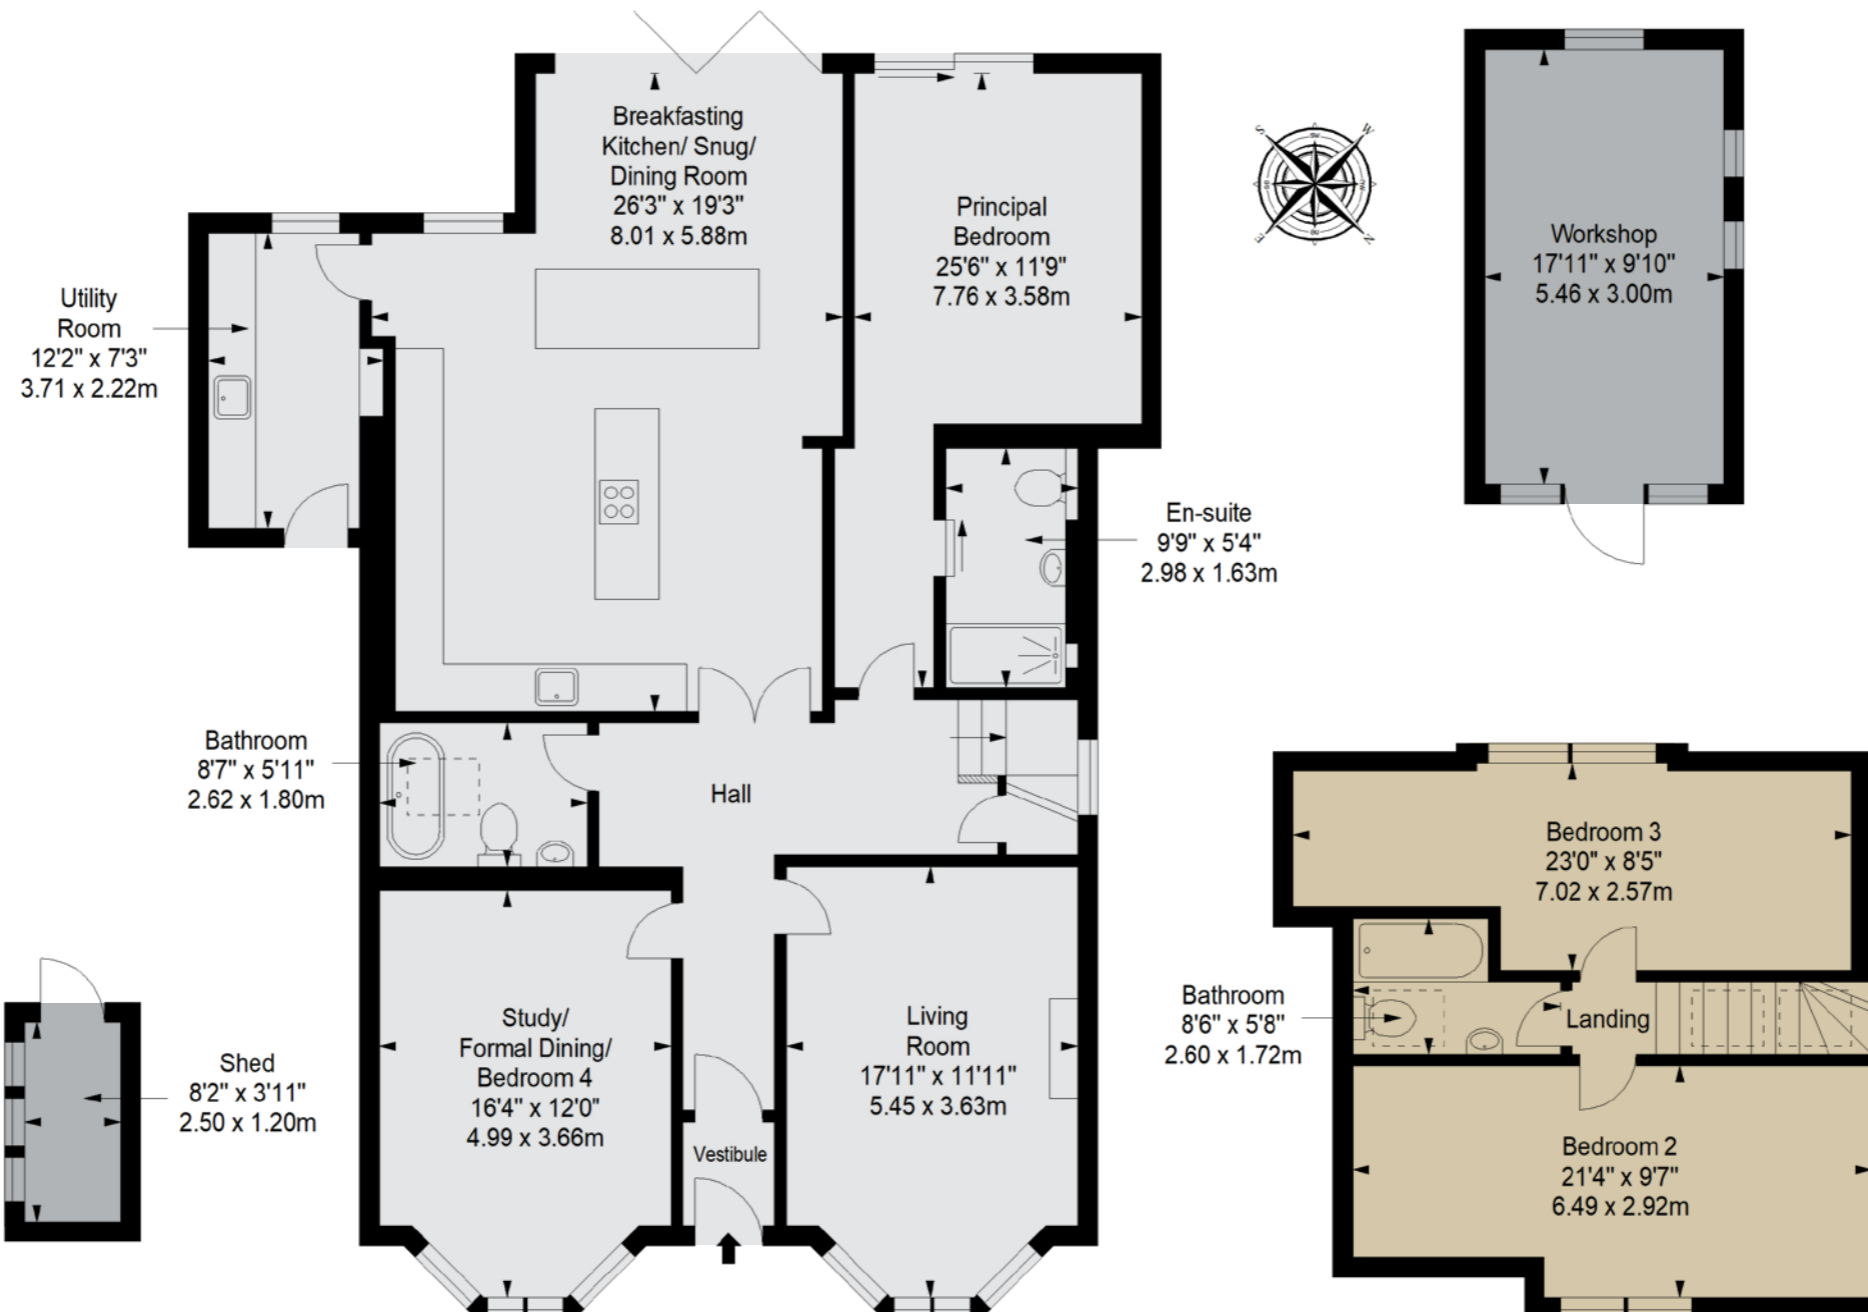 Breakfasting
Kitchen/ Snug/
Dining Room
26'3" x 19'3"
8.01 x 5.88m
Principal
Bedroom
25'6" x 11'9"
7.76 x 3.58m
S
W
E
N
Workshop
17'11" x 9'10"
5.46 x 3.00m
Utility
Room
12'2" x 7'3"
3.71 x 2.22m
En-suite
9'9" x 5'4"
2.98 x 1.63m
Bathroom
8'7" x 5'11"
2.62 x 1.80m
Hall
Bedroom 3
23'0" x 8'5"
7.02 x 2.57m
Shed
8'2" x 3'11"
2.50 x 1.20m
Study/
Formal Dining/
Bedroom 4
16'4" x 12'0"
4.99 x 3.66m
Living
Room
17'11" x 11'11"
5.45 x 3.63m
Vestibule
Bathroom
8'6" x 5'8"
2.60 x 1.72m
Landing
Bedroom 2
21'4" x 9'7"
6.49 x 2.92m